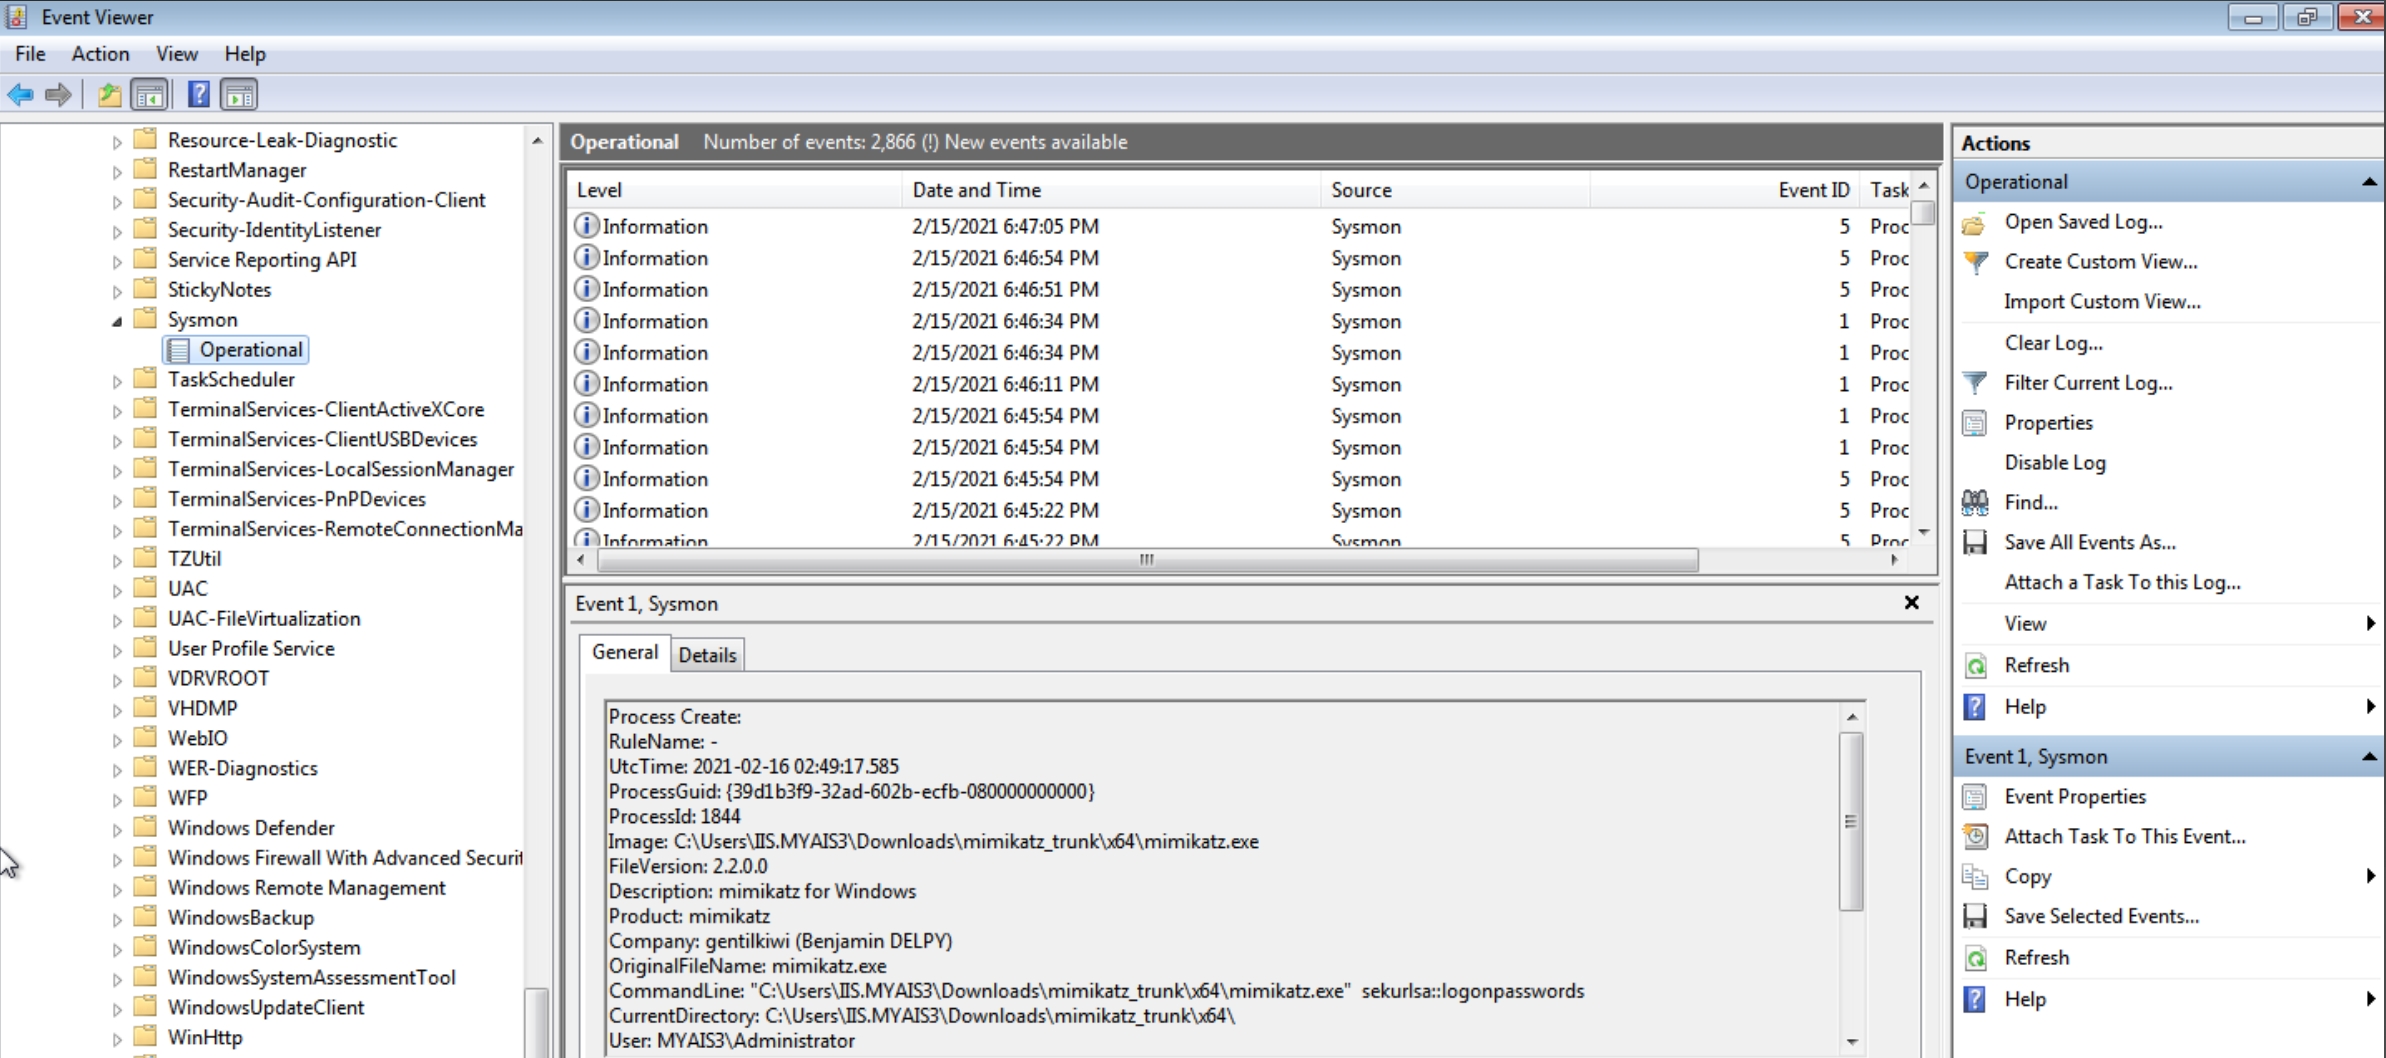 Event Viewer
File Action View Help
Resource-Leak-Diagnostic
RestartManager
Security-Audit-Configuration-Client
Security-IdentityListener
Service Reporting API
StickyNotes
Sysmon
Operational
TaskScheduler
TerminalServices-ClientActiveXCore
TerminalServices-ClientUSBDevices
TerminalServices-LocalSessionManager
TerminalServices-PnPDevices
TerminalServices-RemoteConnectionMa
TZUtil
UAC
UAC-FileVirtualization
User Profile Service
VDRVROOT
VHDMP
WebIO
WER-Diagnostics
WFP
Windows Defender
Windows Firewall With Advanced Securit
Windows Remote Management
WindowsBackup
WindowsColorSystem
WindowsSystemAssessmentTool
WindowsUpdateClient
WinHttp
Operational Number of events: 2,866 (!) New events available
Level Date and Time Source Event ID Task
Information 2/15/2021 6:47:05 PM Sysmon 5 Proc
Information 2/15/2021 6:46:54 PM Sysmon 5 Proc
Information 2/15/2021 6:46:51 PM Sysmon 5 Proc
Information 2/15/2021 6:46:34 PM Sysmon 1 Proc
Information 2/15/2021 6:46:34 PM Sysmon 1 Proc
Information 2/15/2021 6:46:11 PM Sysmon 1 Proc
Information 2/15/2021 6:45:54 PM Sysmon 1 Proc
Information 2/15/2021 6:45:54 PM Sysmon 1 Proc
Information 2/15/2021 6:45:54 PM Sysmon 5 Proc
Information 2/15/2021 6:45:22 PM Sysmon 5 Proc
Information 2/15/2021 6:45:22 PM Sysmon 5 Proc
Event 1, Sysmon
General Details
Process Create:
RuleName: -
UtcTime: 2021-02-16 02:49:17.585
ProcessGuid: {39d1b3f9-32ad-602b-ecfb-080000000000}
ProcessId: 1844
Image: C:\Users\IIS.MYAIS3\Downloads\mimikatz_trunk\x64\mimikatz.exe
FileVersion: 2.2.0.0
Description: mimikatz for Windows
Product: mimikatz
Company: gentilkiwi (Benjamin DELPY)
OriginalFileName: mimikatz.exe
CommandLine: "C:\Users\IIS.MYAIS3\Downloads\mimikatz_trunk\x64\mimikatz.exe"  sekurlsa::logonpasswords
CurrentDirectory: C:\Users\IIS.MYAIS3\Downloads\mimikatz_trunk\x64\
User: MYAIS3\Administrator
Actions
Operational
Open Saved Log...
Create Custom View...
Import Custom View...
Clear Log...
Filter Current Log...
Properties
Disable Log
Find...
Save All Events As...
Attach a Task To this Log...
View
Refresh
Help
Event 1, Sysmon
Event Properties
Attach Task To This Event...
Copy
Save Selected Events...
Refresh
Help